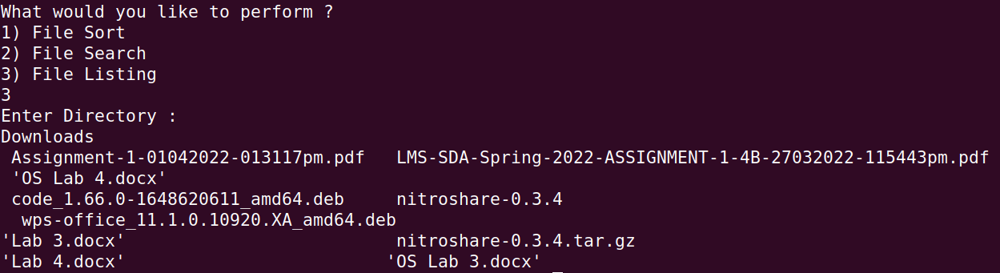 What would you like to perform ?
1) File Sort
2) File Search
3) File Listing
3
Enter Directory :
Downloads
 Assignment-1-01042022-013117pm.pdf   LMS-SDA-Spring-2022-ASSIGNMENT-1-4B-27032022-115443pm.pdf
 'OS Lab 4.docx'
 code_1.66.0-1648620611_amd64.deb     nitroshare-0.3.4
  wps-office_11.1.0.10920.XA_amd64.deb
'Lab 3.docx'                          nitroshare-0.3.4.tar.gz
'Lab 4.docx'                         'OS Lab 3.docx'